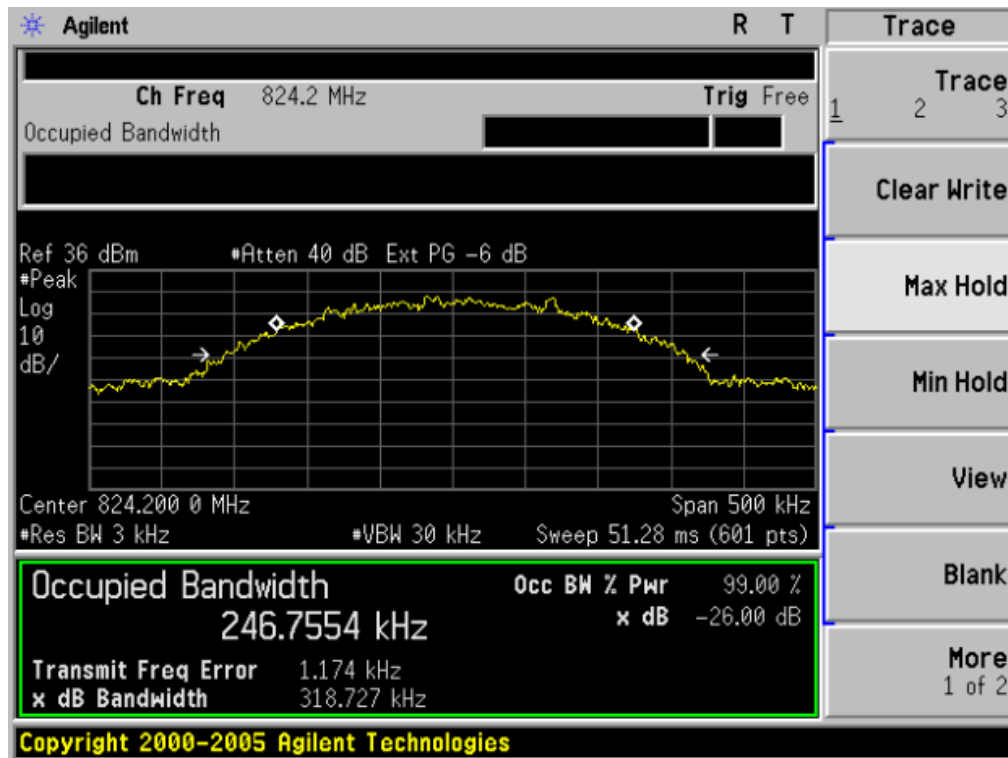 Agilent R T Trace
Ch Freq 824.2 MHz Trig Free
Occupied Bandwidth
Trace
1 2 3
Clear Write
Max Hold
Min Hold
View
Blank
More
1 of 2
Ref 36 dBm #Atten 40 dB Ext PG -6 dB
#Peak
Log
10
dB/
Center 824.200 0 MHz Span 500 kHz
#Res BW 3 kHz #VBW 30 kHz Sweep 51.28 ms (601 pts)
Occupied Bandwidth Occ BW % Pwr 99.00 %
246.7554 kHz x dB -26.00 dB
Transmit Freq Error 1.174 kHz
x dB Bandwidth 318.727 kHz
Copyright 2000-2005 Agilent Technologies